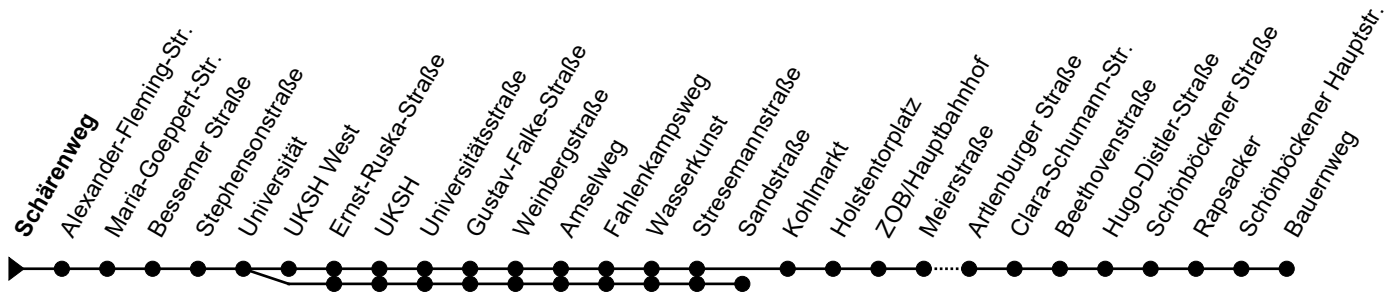 Schärenweg
Alexander-Fleming-Str.
Maria-Goeppert-Str.
Bessemer Straße
Stephensonstraße
Universität
UKSH West
Ernst-Ruska-Straße
UKSH
Universitätsstraße
Gustav-Falke-Straße
Weinbergstraße
Amselweg
Fahlenkampsweg
Wasserkunst
Stresemannstraße
Sandstraße
Kohlmarkt
Holstentorplatz
ZOB/Hauptbahnhof
Meierstraße
Artlenburger Straße
Clara-Schumann-Str.
Beethovenstraße
Hugo-Distler-Straße
Schönböckener Straße
Rapsacker
Schönböckener Hauptstr.
Bauernweg